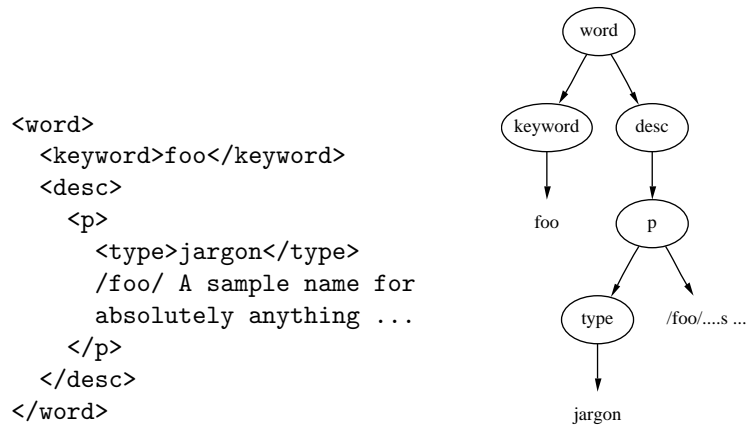 <word>
<keyword>foo</keyword>
<desc>
<p>
<type>jargon</type>
/foo/ A sample name for
absolutely anything ...
</p>
</desc>
</word>
word
keyword
desc
foo
p
type
/foo/....s ...
jargon